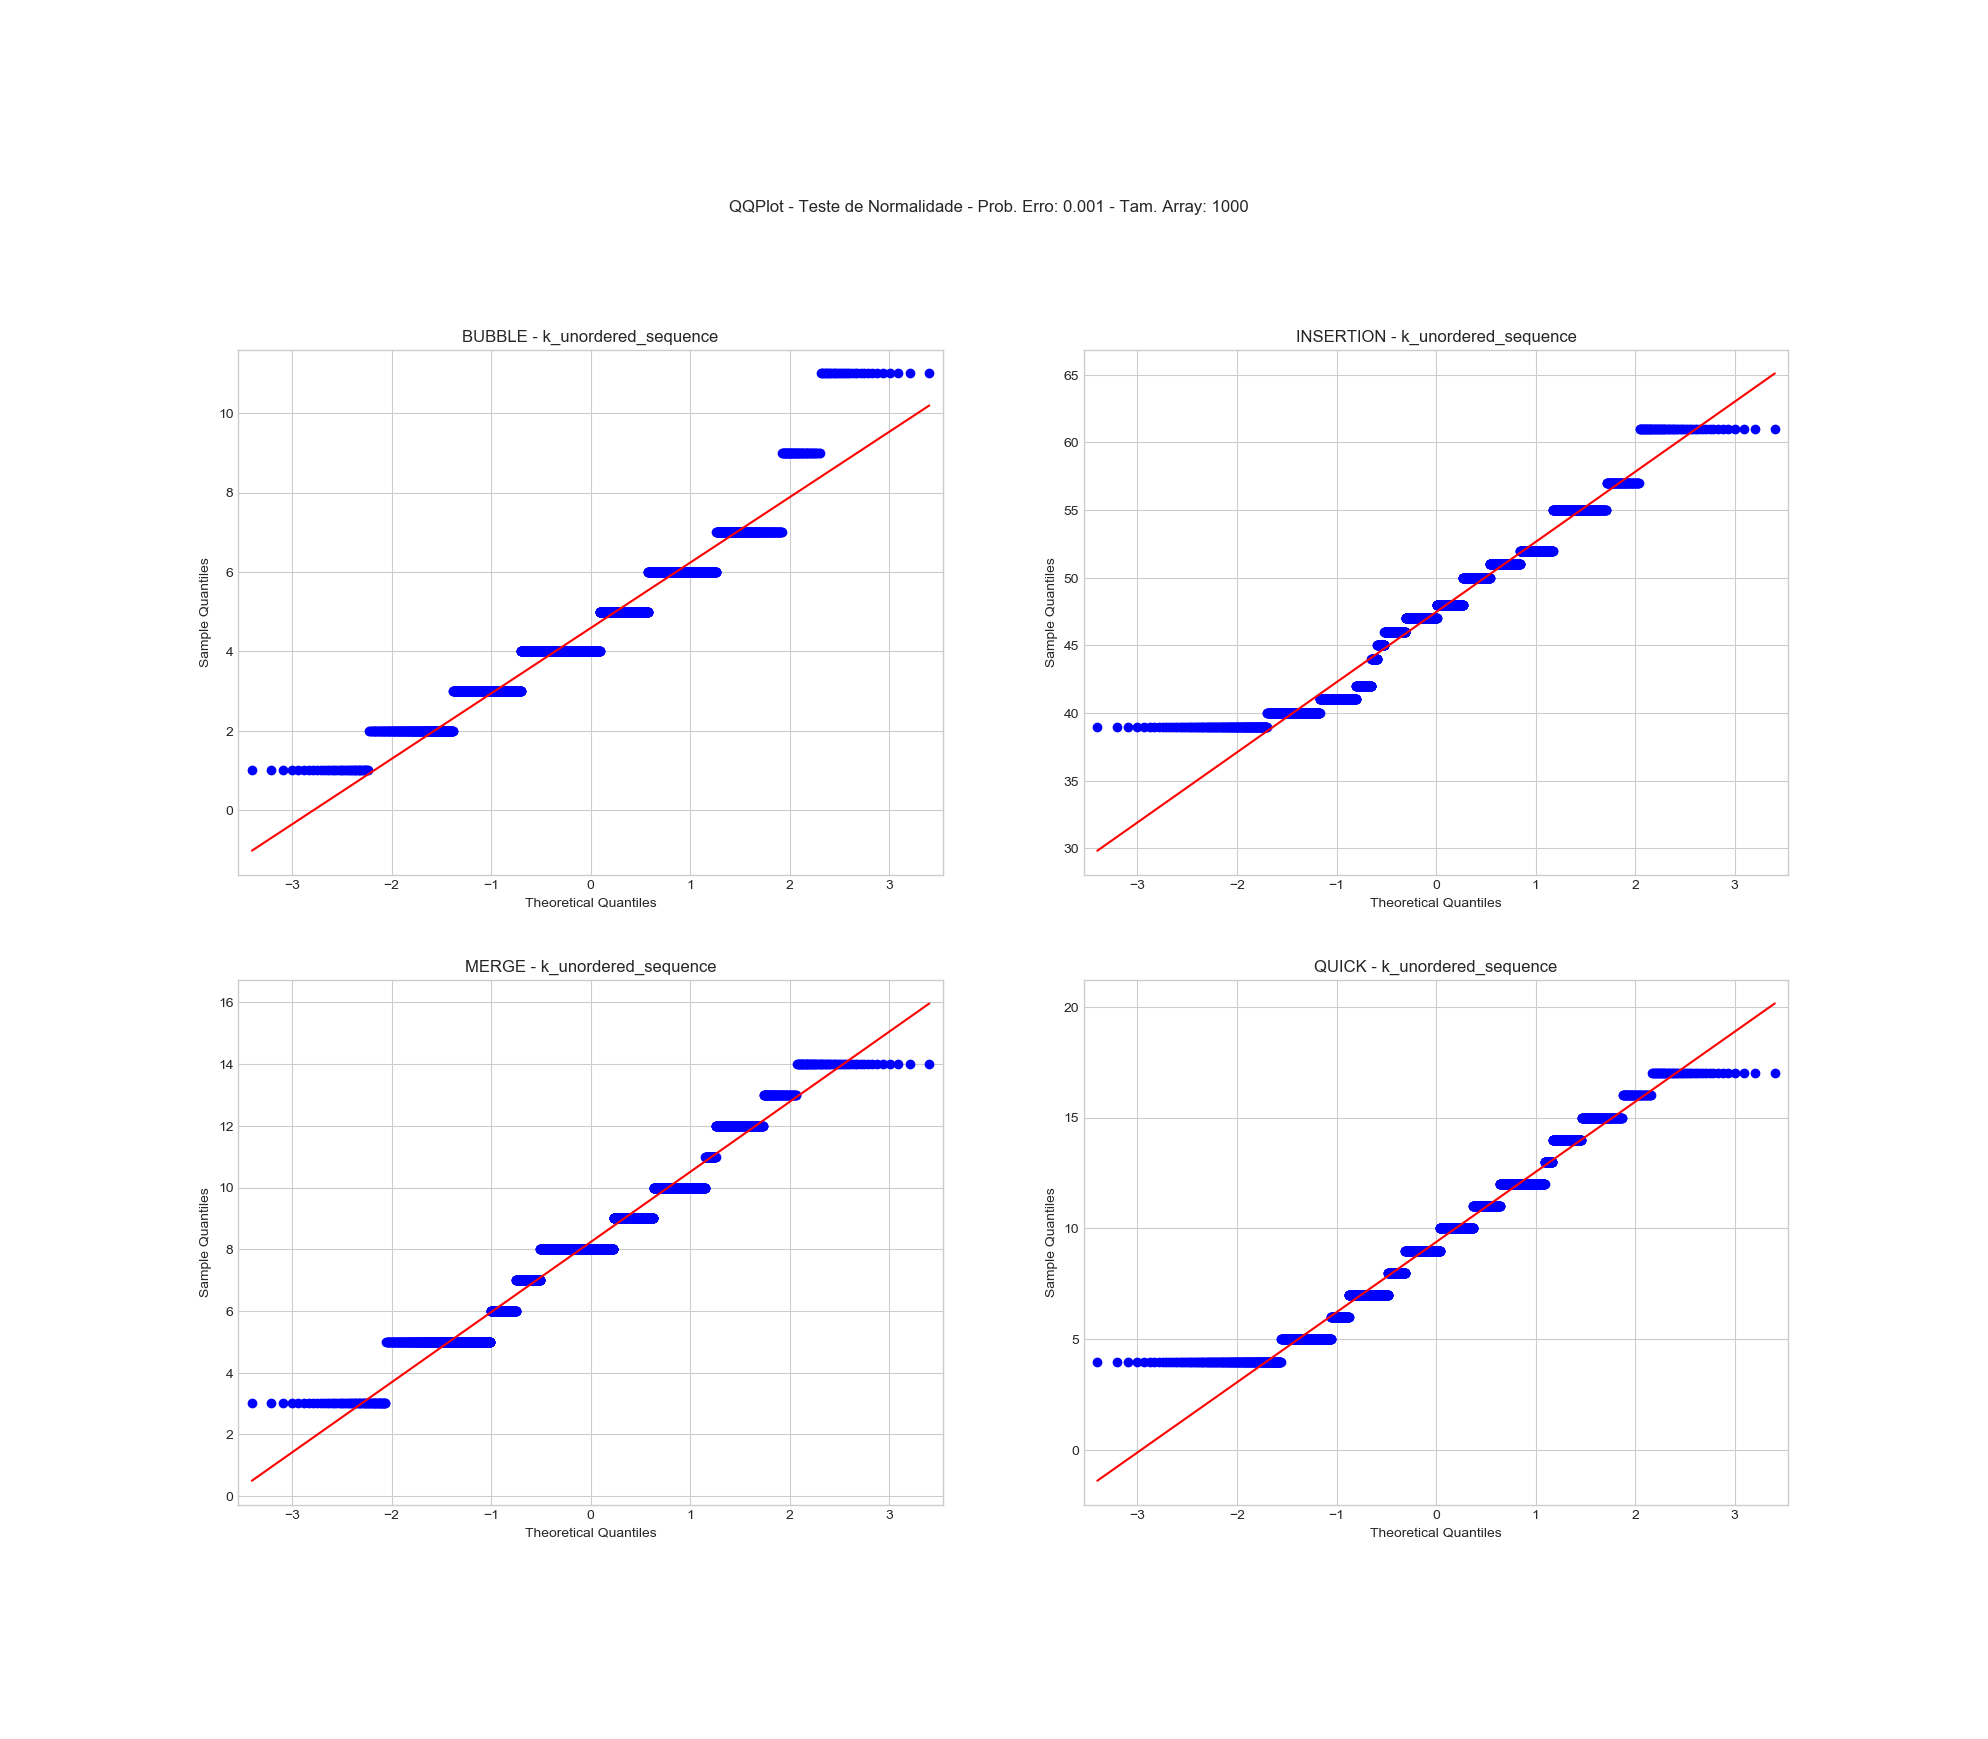 QQPlot - Teste de Normalidade - Prob. Erro: 0.001 - Tam. Array: 1000
BUBBLE - k_unordered_sequence
Sample Quantiles
10
8
6
4
2
0
−3 −2 −1 0 1 2 3
Theoretical Quantiles
INSERTION - k_unordered_sequence
Sample Quantiles
65
60
55
50
45
40
35
30
−3 −2 −1 0 1 2 3
Theoretical Quantiles
MERGE - k_unordered_sequence
Sample Quantiles
16
14
12
10
8
6
4
2
0
−3 −2 −1 0 1 2 3
Theoretical Quantiles
QUICK - k_unordered_sequence
Sample Quantiles
20
15
10
5
0
−3 −2 −1 0 1 2 3
Theoretical Quantiles